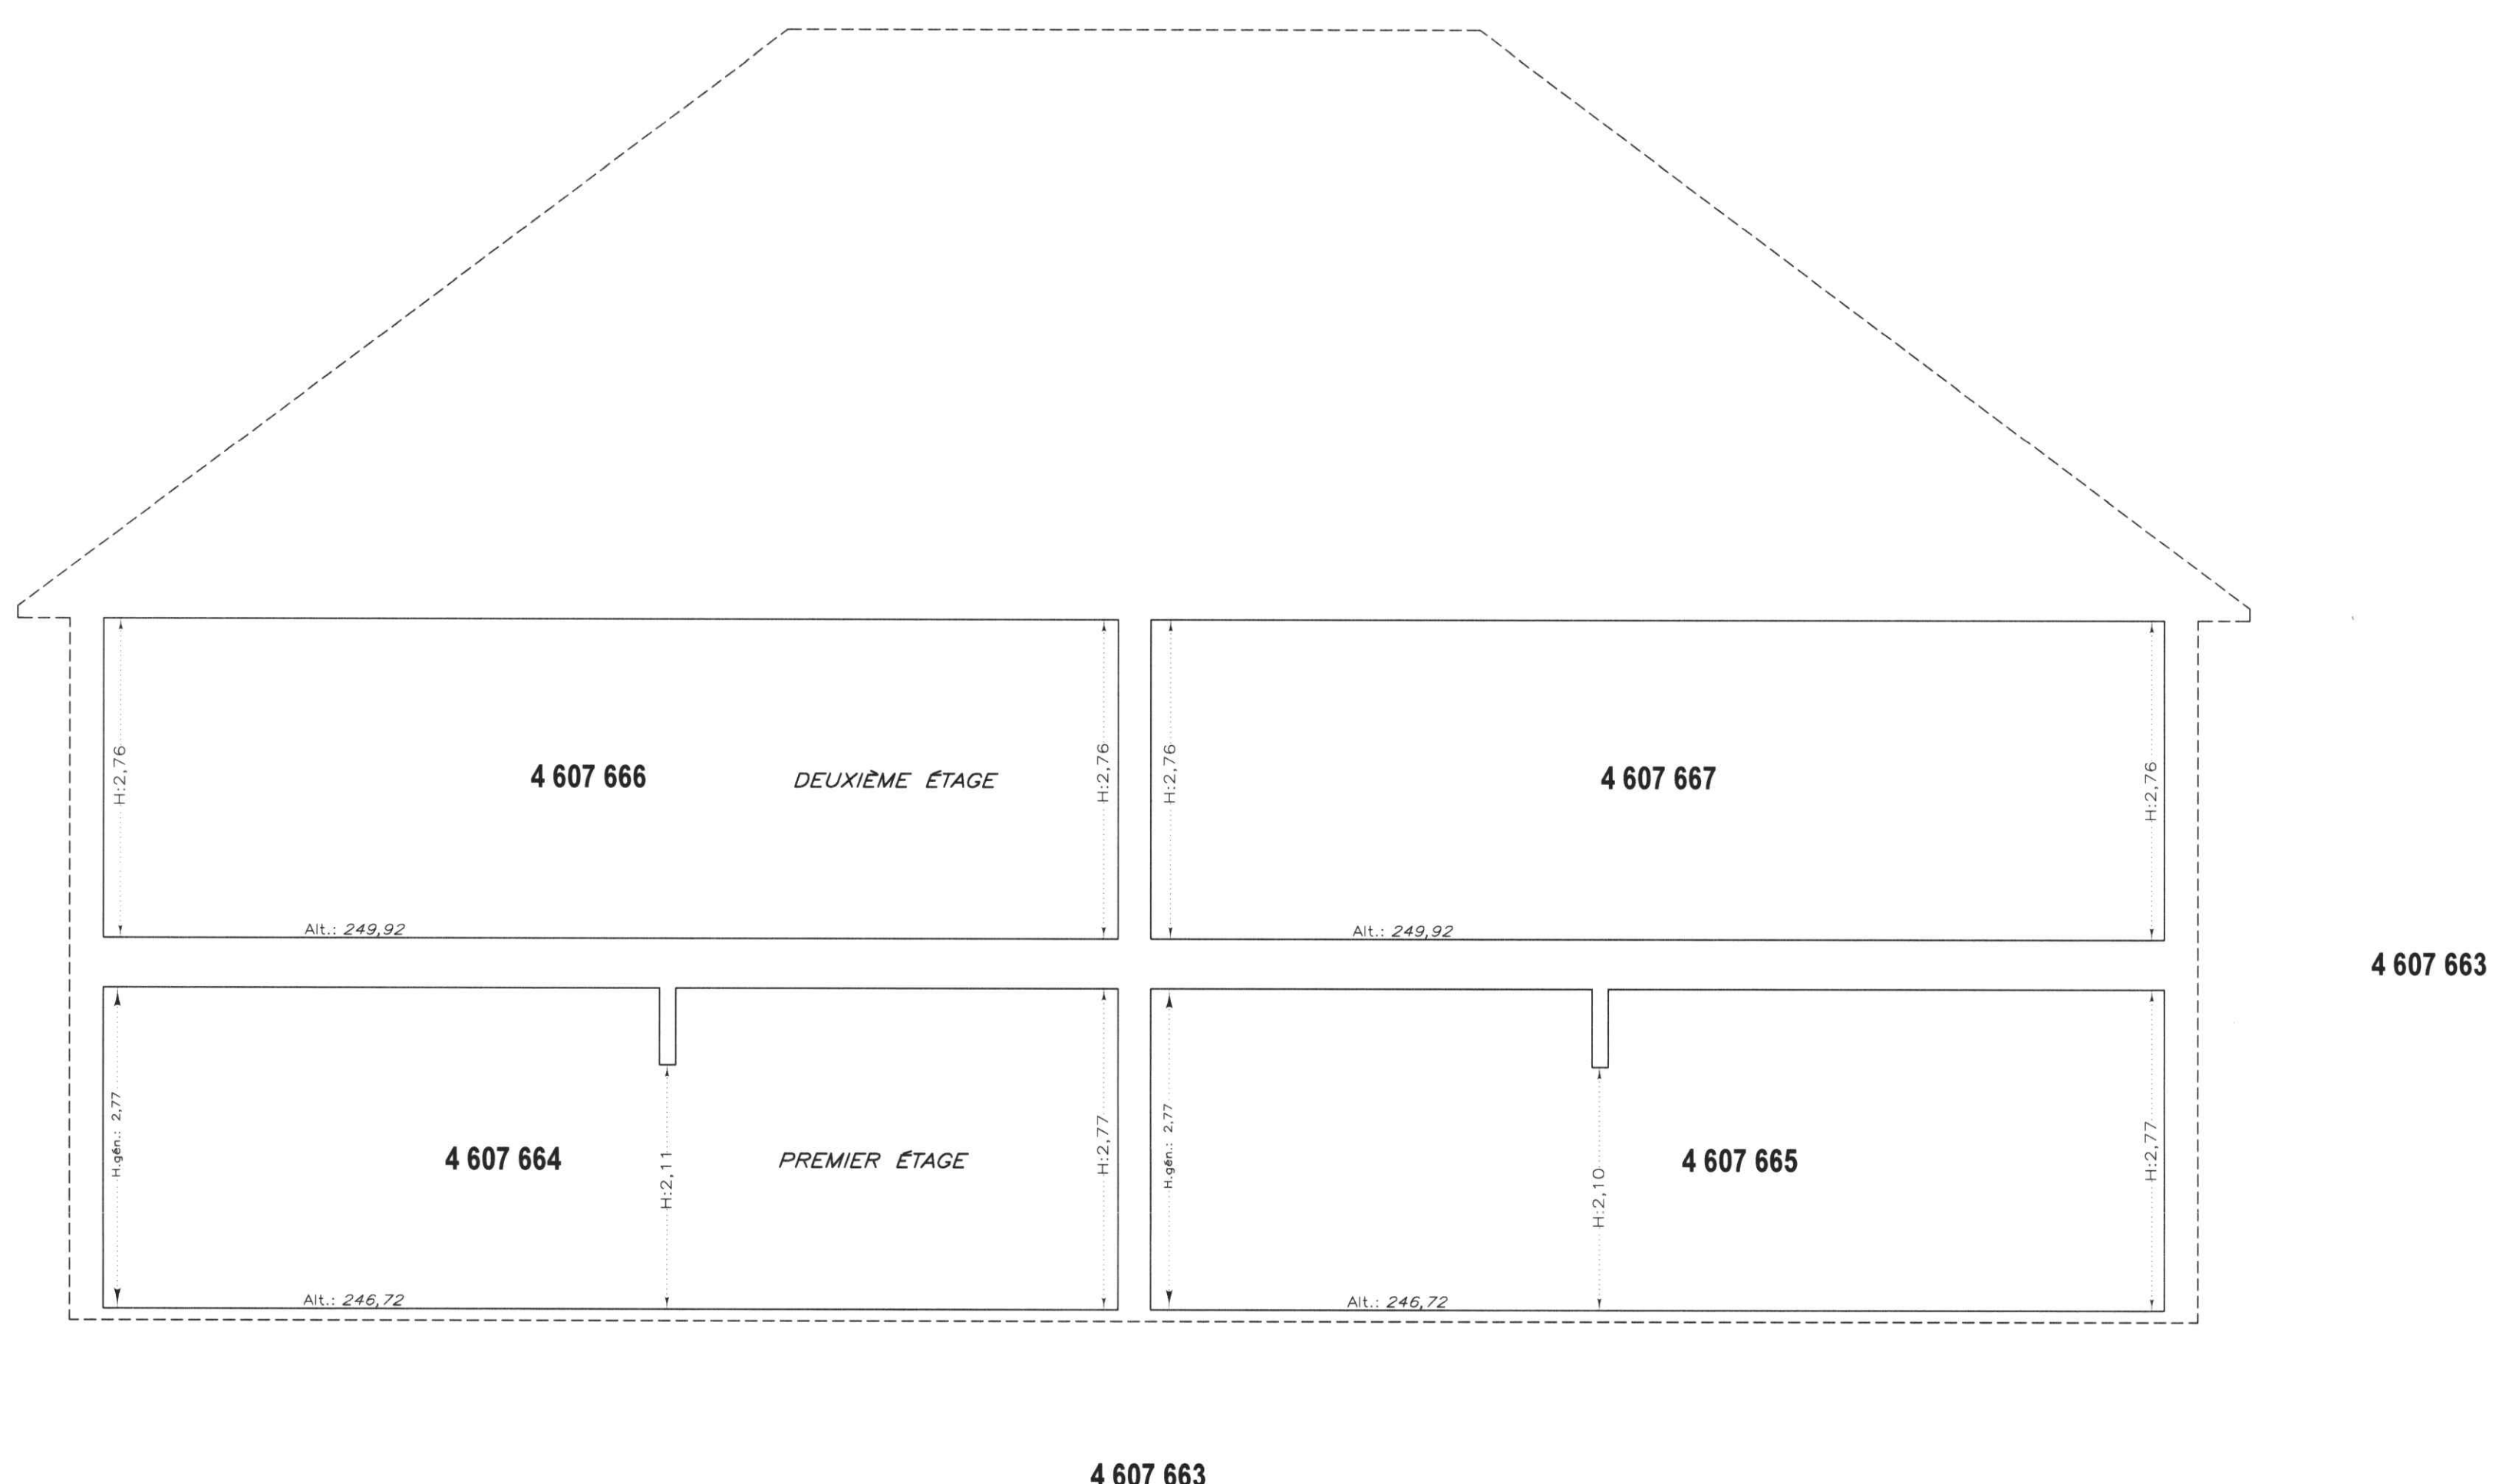 H:2,76
4 607 666
DEUXIÈME ÉTAGE
H:2,76
H:2,76
4 607 667
H:2,76
Alt.: 249,92
Alt.: 249,92
4 607 663
H.gén.: 2,77
4 607 664
H:2,11
PREMIER ÉTAGE
H:2,77
H.gén.: 2,77
H:2,10
4 607 665
H:2,77
Alt.: 246,72
Alt.: 246,72
4 607 663